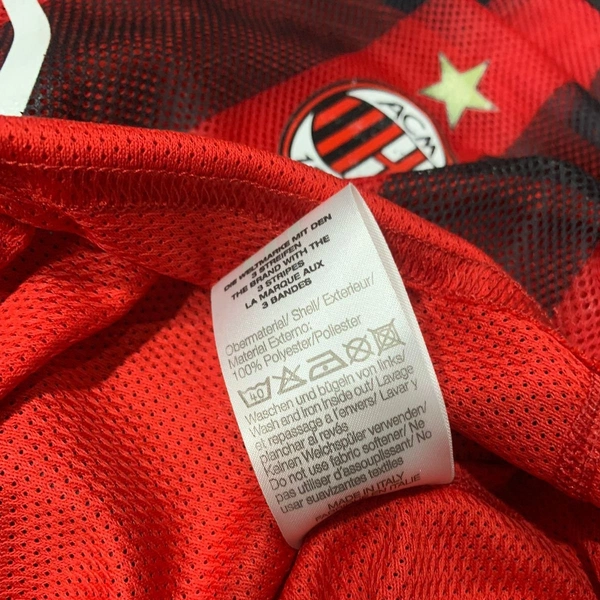 ACM
DIE WELTMARKE MIT DEN
3 STREIFEN
THE BRAND WITH THE
3 STRIPES
LA MARQUE AUX
3 BANDES
Obermaterial/ Shell/ Exterieur/
Material Externo:
100% Polyester/Poliester
40
Waschen und bügeln von links/
Wash and iron inside out/ Lavage
et repassage a l'envers/ Lavar y
planchar al revés
Keinen Weichspüler verwenden/
Do not use fabric softener/ Ne
pas utiliser d'assouplissant/ No
usar suavizantes textiles
MADE IN ITALY